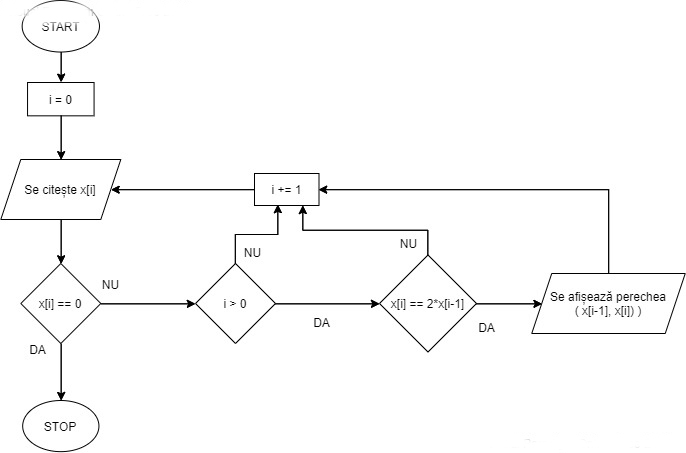 START
i = 0
Se citește x[i]
i += 1
NU
NU
NU
x[i] == 0
i > 0
x[i] == 2*x[i-1]
Se afișează perechea
( x[i-1], x[i]) )
DA
DA
DA
STOP